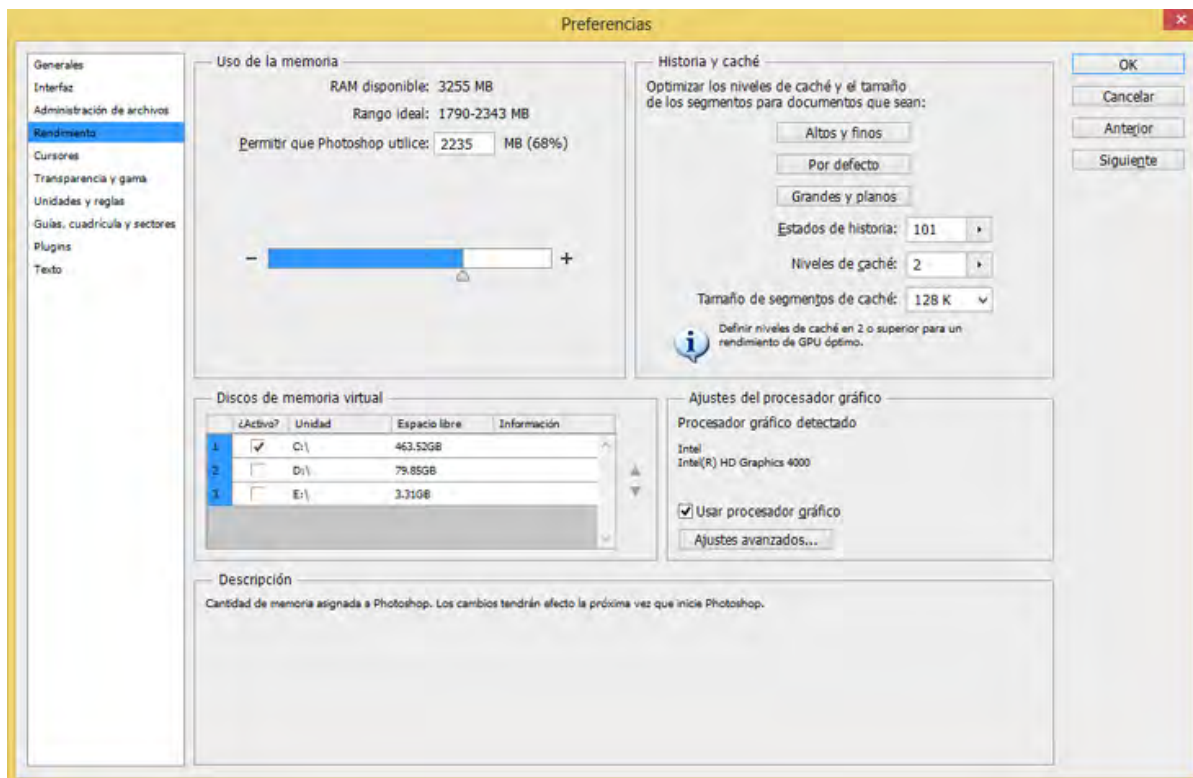 Preferencias
Generales
Interfaz
Administración de archivos
Rendimiento
Cursores
Transparencia y gama
Unidades y reglas
Guías, cuadrícula y sectores
Plugins
Texto
Uso de la memoria
RAM disponible: 3255 MB
Rango ideal: 1790-2343 MB
Permitir que Photoshop utilice: 2235 MB (68%)
- +
Historia y caché
Optimizar los niveles de caché y el tamaño
de los segmentos para documentos que sean:
Altos y finos
Por defecto
Grandes y planos
Estados de historia: 101
Niveles de caché: 2
Tamaño de segmentos de caché: 128 K
i
Definir niveles de caché en 2 o superior para un
rendimiento de GPU óptimo.
OK
Cancelar
Anterior
Siguiente
Discos de memoria virtual
¿Activo? Unidad Espacio libre Información
1 C:\ 463.52GB
2 D:\ 79.85GB
3 E:\ 3.31GB
Ajustes del procesador gráfico
Procesador gráfico detectado
Intel
Intel(R) HD Graphics 4000
Usar procesador gráfico
Ajustes avanzados...
Descripción
Cantidad de memoria asignada a Photoshop. Los cambios tendrán efecto la próxima vez que inicie Photoshop.